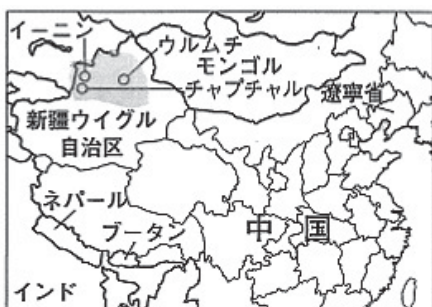 イーニン
ウルムチ
モンゴル
チャプチャル
遼寧省
新疆ウイグル
自治区
ネパール
ブータン
中国
インド